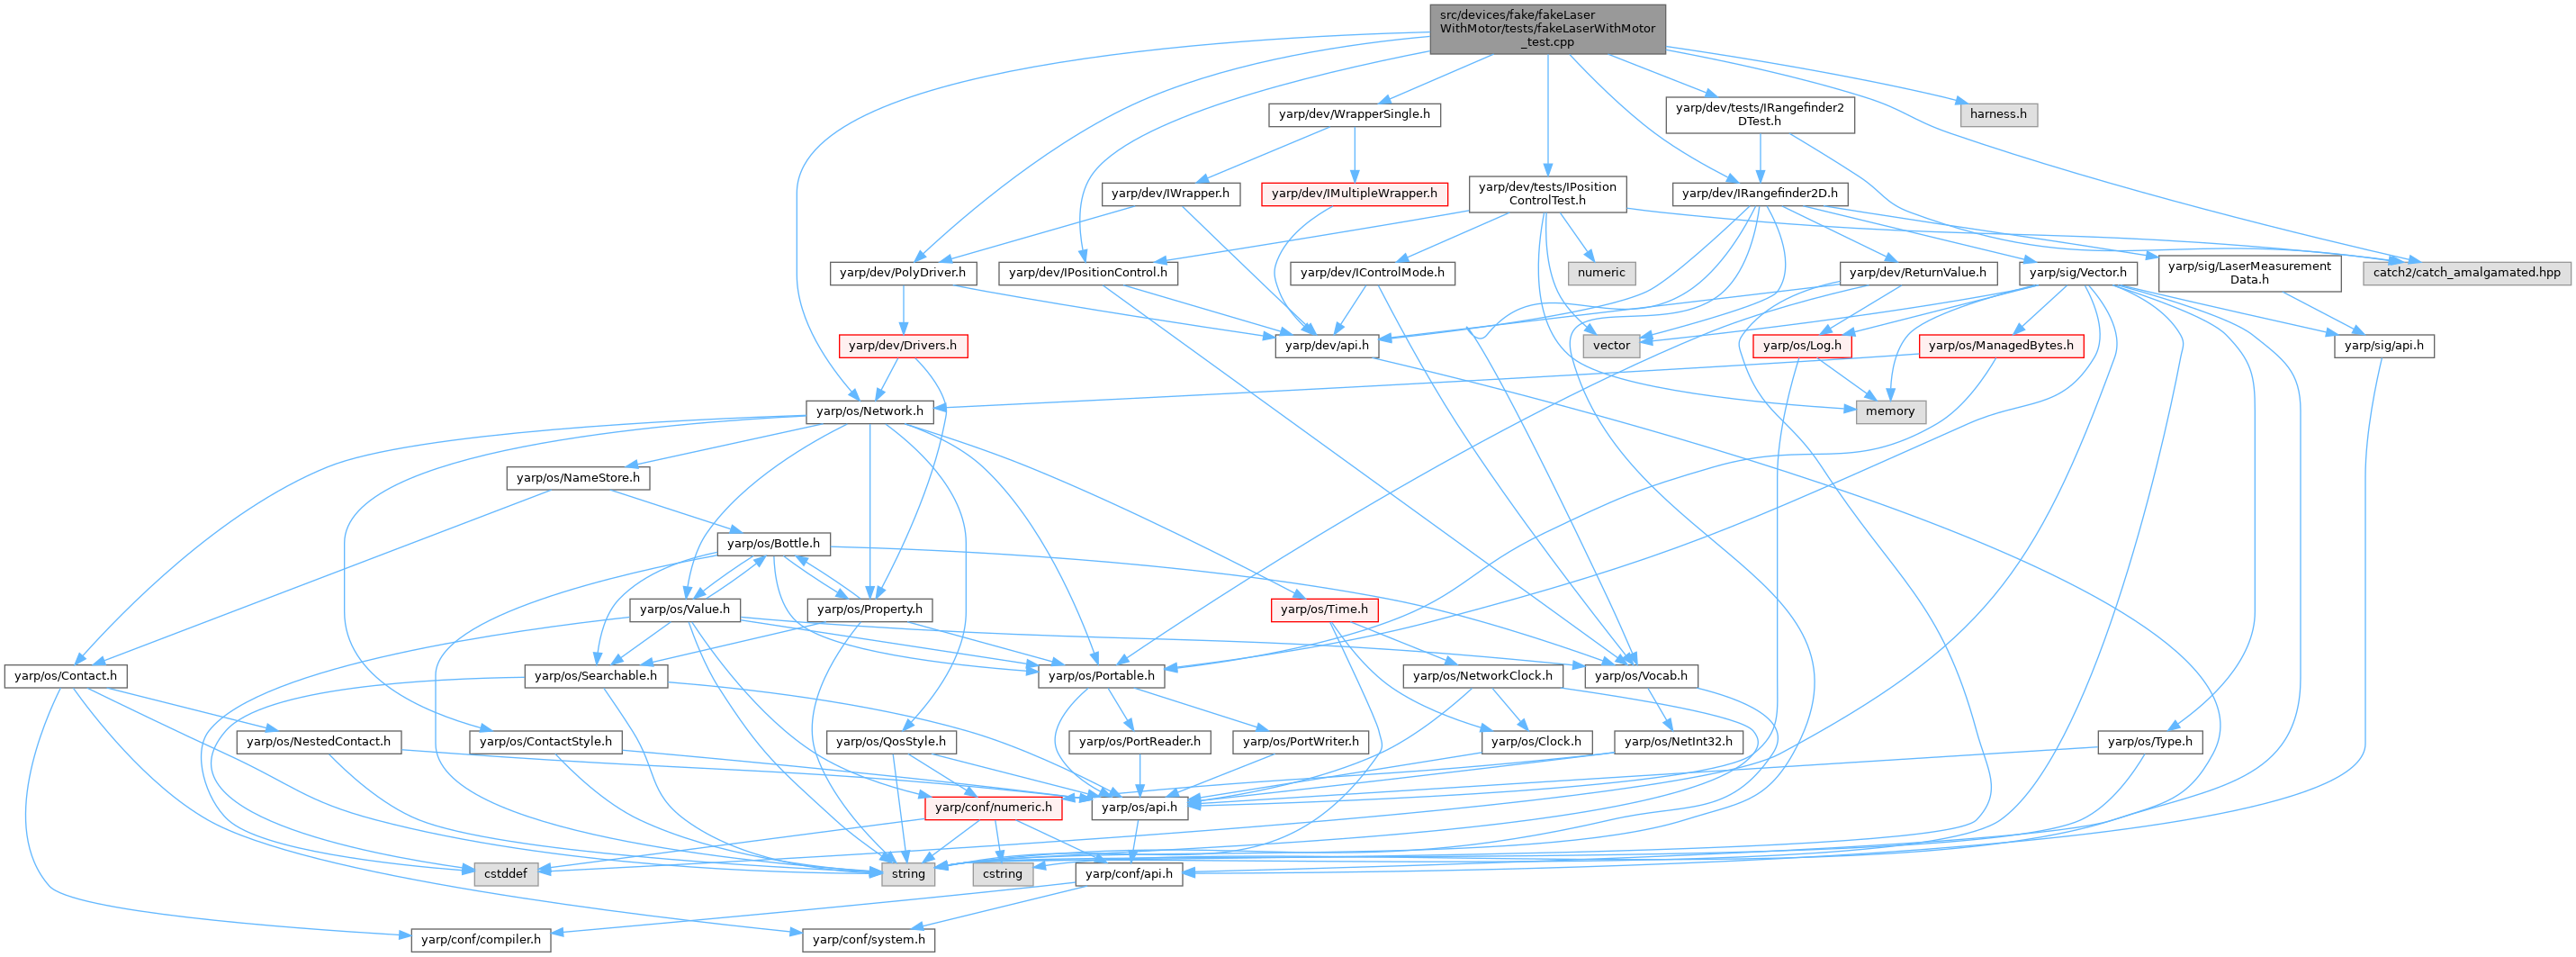 src/devices/fake/fakeLaser
WithMotor/tests/fakeLaserWithMotor
_test.cpp
yarp/dev/WrapperSingle.h
yarp/dev/tests/IRangefinder2
DTest.h
harness.h
yarp/dev/IWrapper.h
yarp/dev/IMultipleWrapper.h
yarp/dev/tests/IPosition
ControlTest.h
yarp/dev/IRangefinder2D.h
yarp/dev/PolyDriver.h
yarp/dev/IPositionControl.h
yarp/dev/IControlMode.h
numeric
yarp/dev/ReturnValue.h
yarp/sig/Vector.h
yarp/sig/LaserMeasurement
Data.h
catch2/catch_amalgamated.hpp
yarp/dev/Drivers.h
yarp/dev/api.h
vector
yarp/os/Log.h
yarp/os/ManagedBytes.h
yarp/sig/api.h
yarp/os/Network.h
memory
yarp/os/NameStore.h
yarp/os/Bottle.h
yarp/os/Value.h
yarp/os/Property.h
yarp/os/Time.h
yarp/os/Contact.h
yarp/os/Searchable.h
yarp/os/Portable.h
yarp/os/NetworkClock.h
yarp/os/Vocab.h
yarp/os/NestedContact.h
yarp/os/ContactStyle.h
yarp/os/QosStyle.h
yarp/os/PortReader.h
yarp/os/PortWriter.h
yarp/os/Clock.h
yarp/os/NetInt32.h
yarp/os/Type.h
yarp/conf/numeric.h
yarp/os/api.h
cstddef
string
cstring
yarp/conf/api.h
yarp/conf/compiler.h
yarp/conf/system.h